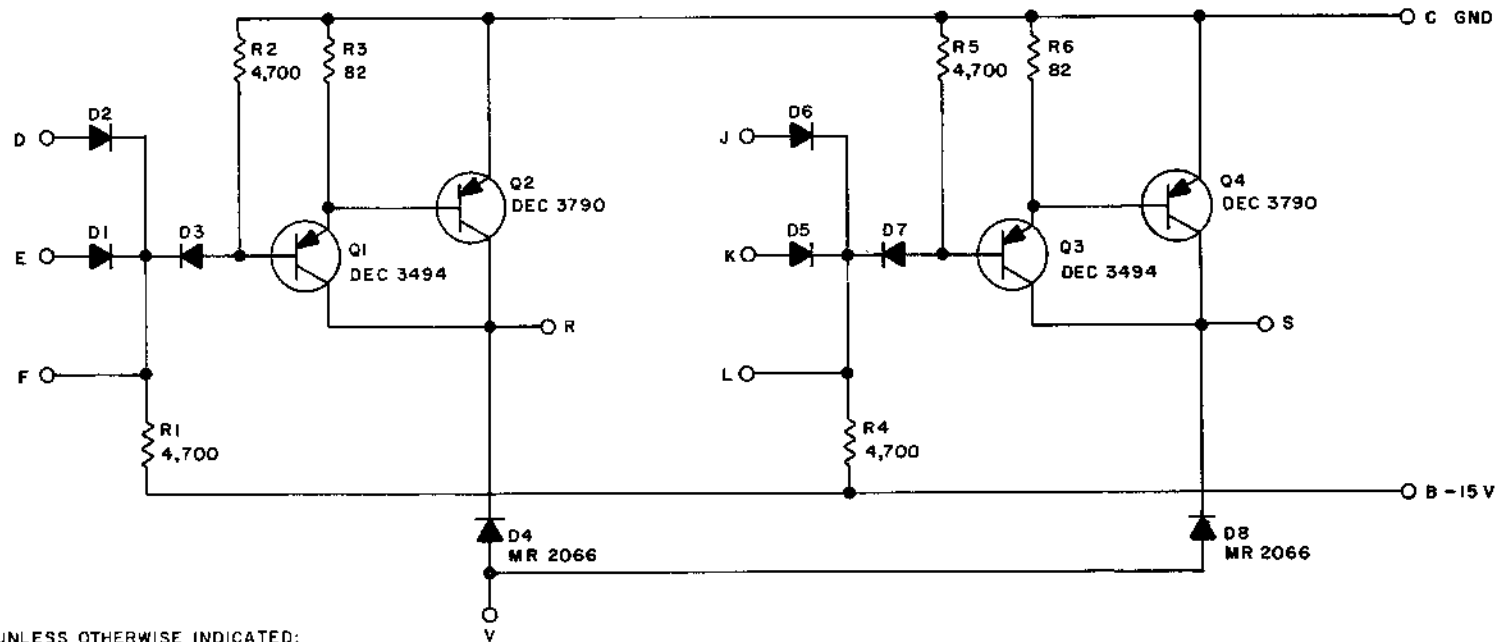 C GND
R2
4,700
R3
82
R5
4,700
R6
82
D2
D
D6
J
Q2
DEC 3790
Q4
DEC 3790
E
D1
D3
Q1
DEC 3494
K
D5
D7
Q3
DEC 3494
R
S
F
L
R1
4,700
R4
4,700
B -15V
D4
MR 2066
D8
MR 2066
V
UNLESS OTHERWISE INDICATED: